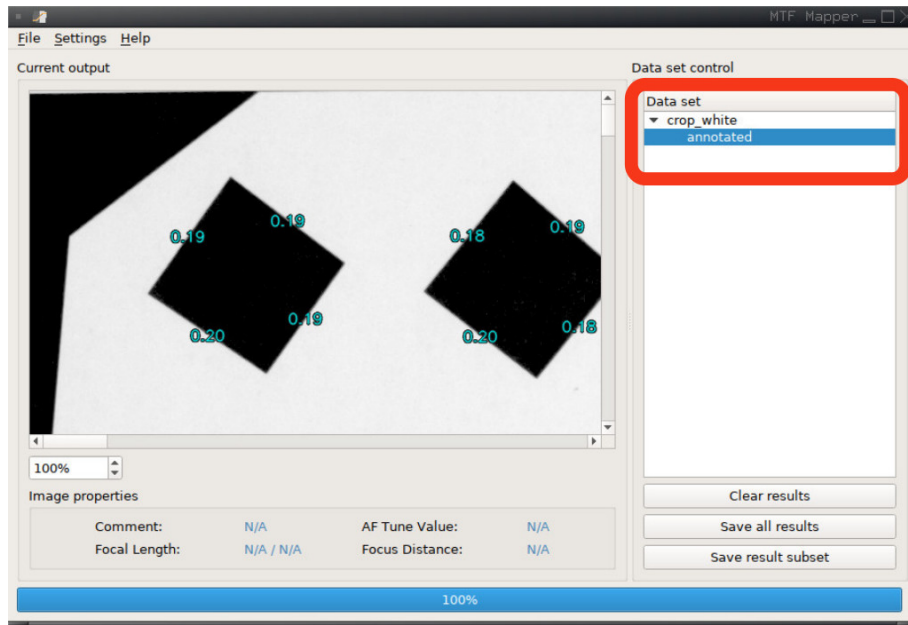 MTF Mapper
File Settings Help
Current output
Data set control
Data set
crop_white
annotated
0.19 0.19 0.18 0.19
0.20 0.19 0.20 0.18
100%
Image properties
Comment: N/A AF Tune Value: N/A
Focal Length: N/A / N/A Focus Distance: N/A
Clear results
Save all results
Save result subset
100%